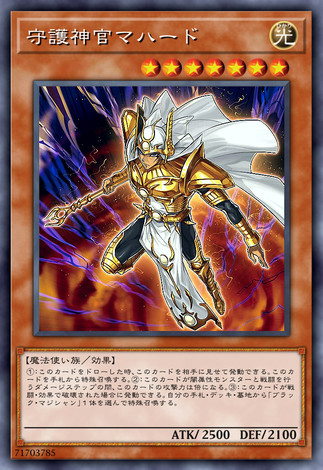 守護神官マハード
光
【魔法使い族／効果】
①：このカードをドローした時、このカードを相手に見せて発動できる。このカ
ードを手札から特殊召喚する。②：このカードが闇属性モンスターと戦闘を行
うダメージステップの間、このカードの攻撃力は倍になる。③：このカードが戦
闘・効果で破壊された場合に発動できる。自分の手札・デッキ・墓地から「ブラッ
ク・マジシャン」１体を選んで特殊召喚する。
ATK/2500 DEF/2100
71703785